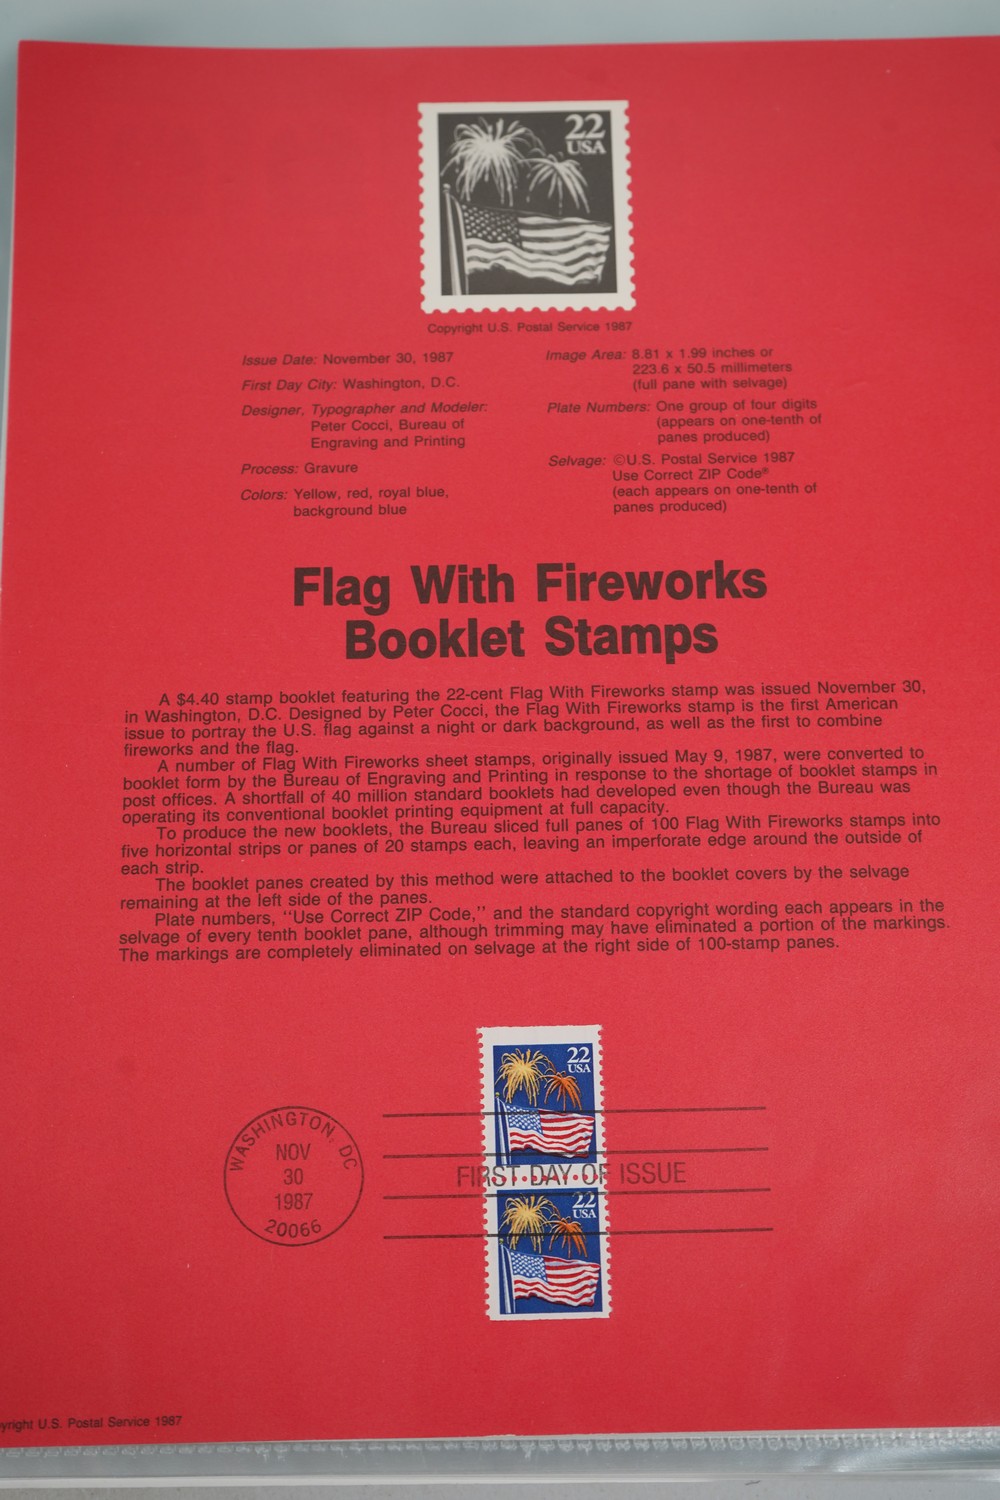 22
USA
Copyright U.S. Postal Service 1987
Issue Date: November 30, 1987
First Day City: Washington, D.C.
Designer, Typographer and Modeler:
Peter Cocci, Bureau of
Engraving and Printing
Process: Gravure
Colors: Yellow, red, royal blue,
background blue
Image Area: 8.81 x 1.99 inches or
223.6 x 50.5 millimeters
(full pane with selvage)
Plate Numbers: One group of four digits
(appears on one-tenth of
panes produced)
Selvage: ©U.S. Postal Service 1987
Use Correct ZIP Code®
(each appears on one-tenth of
panes produced)
Flag With Fireworks
Booklet Stamps
A $4.40 stamp booklet featuring the 22-cent Flag With Fireworks stamp was issued November 30,
in Washington, D.C. Designed by Peter Cocci, the Flag With Fireworks stamp is the first American
issue to portray the U.S. flag against a night or dark background, as well as the first to combine
fireworks and the flag.
A number of Flag With Fireworks sheet stamps, originally issued May 9, 1987, were converted to
booklet form by the Bureau of Engraving and Printing in response to the shortage of booklet stamps in
post offices. A shortfall of 40 million standard booklets had developed even though the Bureau was
operating its conventional booklet printing equipment at full capacity.
To produce the new booklets, the Bureau sliced full panes of 100 Flag With Fireworks stamps into
five horizontal strips or panes of 20 stamps each, leaving an imperforate edge around the outside of
each strip.
The booklet panes created by this method were attached to the booklet covers by the selvage
remaining at the left side of the panes.
Plate numbers, "Use Correct ZIP Code," and the standard copyright wording each appears in the
selvage of every tenth booklet pane, although trimming may have eliminated a portion of the markings.
The markings are completely eliminated on selvage at the right side of 100-stamp panes.
22
USA
WASHINGTON, DC
NOV
30
1987
20066
FIRST DAY OF ISSUE
22
USA
yright U.S. Postal Service 1987